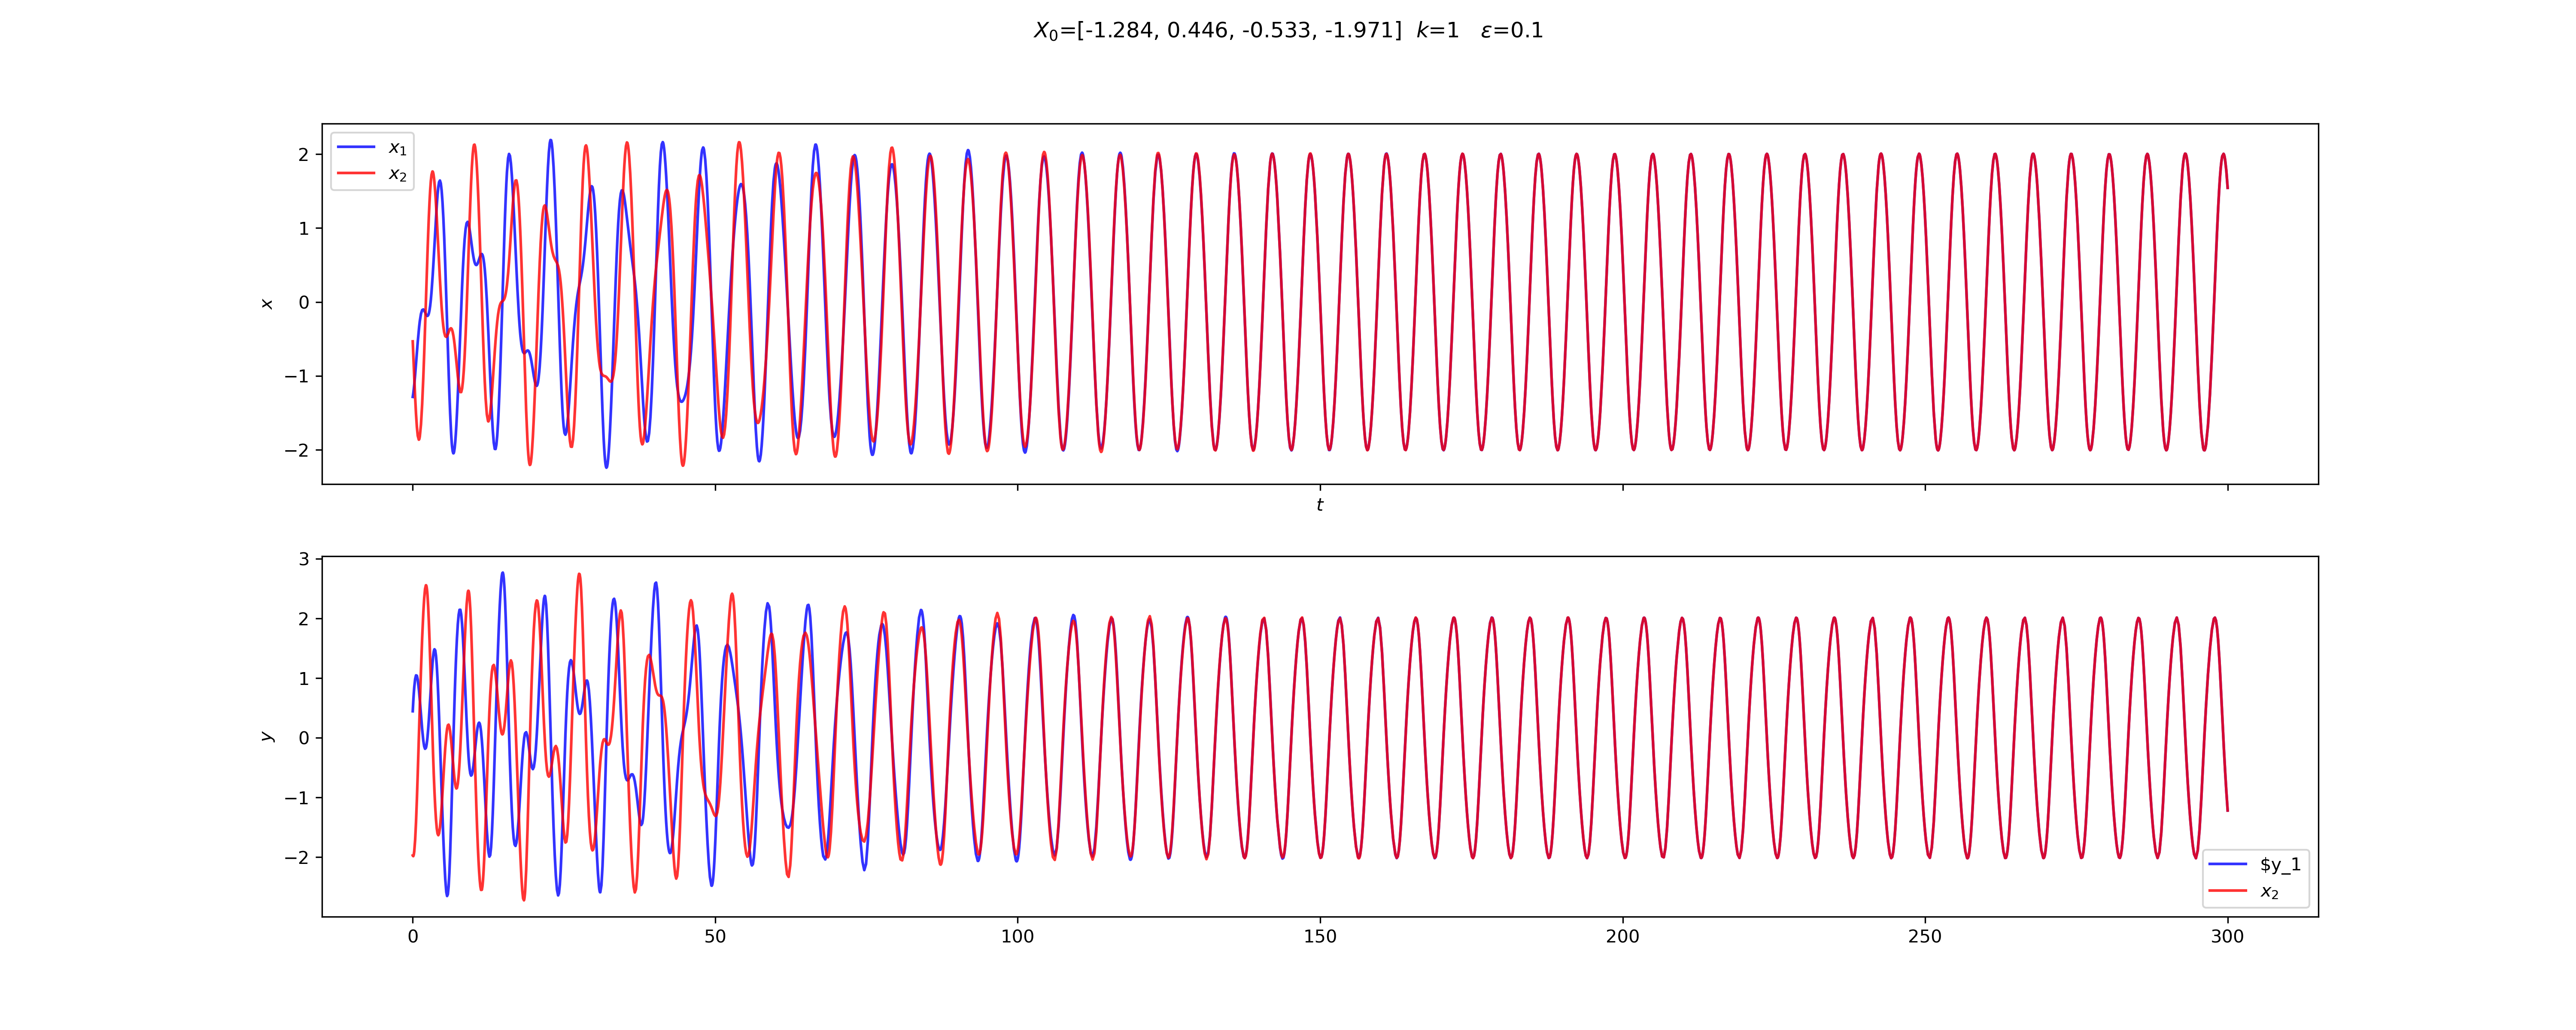 X₀=[-1.284, 0.446, -0.533, -1.971] k=1 ε=0.1
x₁
x₂
2
1
0
−1
−2
x
t
3
2
1
0
−1
−2
y
$y_1
x₂
0 50 100 150 200 250 300